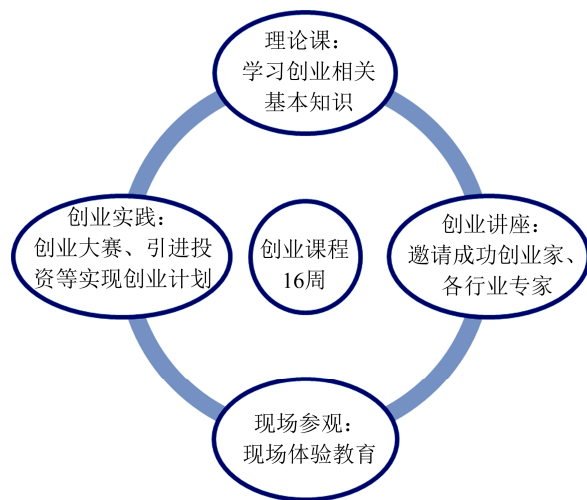 理论课：
学习创业相关
基本知识
创业实践：
创业大赛、引进投
资等实现创业计划
创业课程
16周
创业讲座：
邀请成功创业家、
各行业专家
现场参观：
现场体验教育